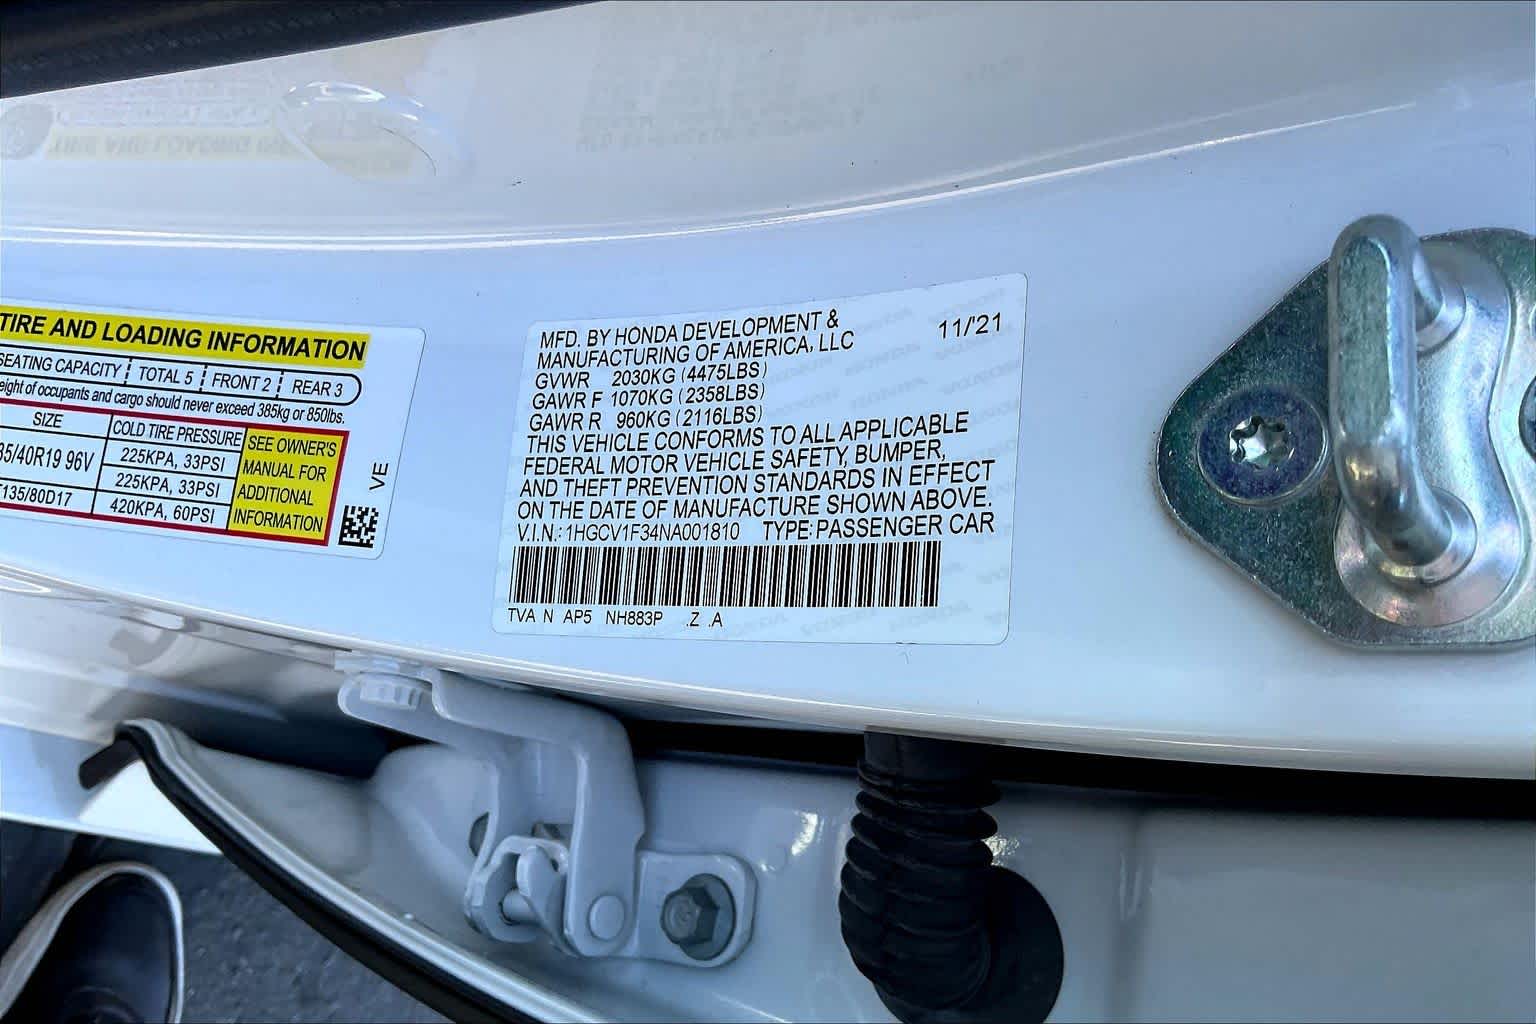 TIRE AND LOADING INFORMATION
SEATING CAPACITY TOTAL 5 FRONT 2 REAR 3
of occupants and cargo should never exceed 385kg or 850lbs.
SIZE COLD TIRE PRESSURE SEE OWNER'S MANUAL FOR ADDITIONAL INFORMATION
35/40R19 96V 225KPA, 33PSI
225KPA, 33PSI
T135/80D17 420KPA, 60PSI
VE
MFD. BY HONDA DEVELOPMENT & 11/'21
MANUFACTURING OF AMERICA, LLC
GVWR 2030KG (4475LBS)
GAWR F 1070KG (2358LBS)
GAWR R 960KG (2116LBS)
THIS VEHICLE CONFORMS TO ALL APPLICABLE
FEDERAL MOTOR VEHICLE SAFETY, BUMPER,
AND THEFT PREVENTION STANDARDS IN EFFECT
ON THE DATE OF MANUFACTURE SHOWN ABOVE.
V.I.N.: 1HGCV1F34NA001810 TYPE: PASSENGER CAR
TVA N AP5 NH883P .Z .A